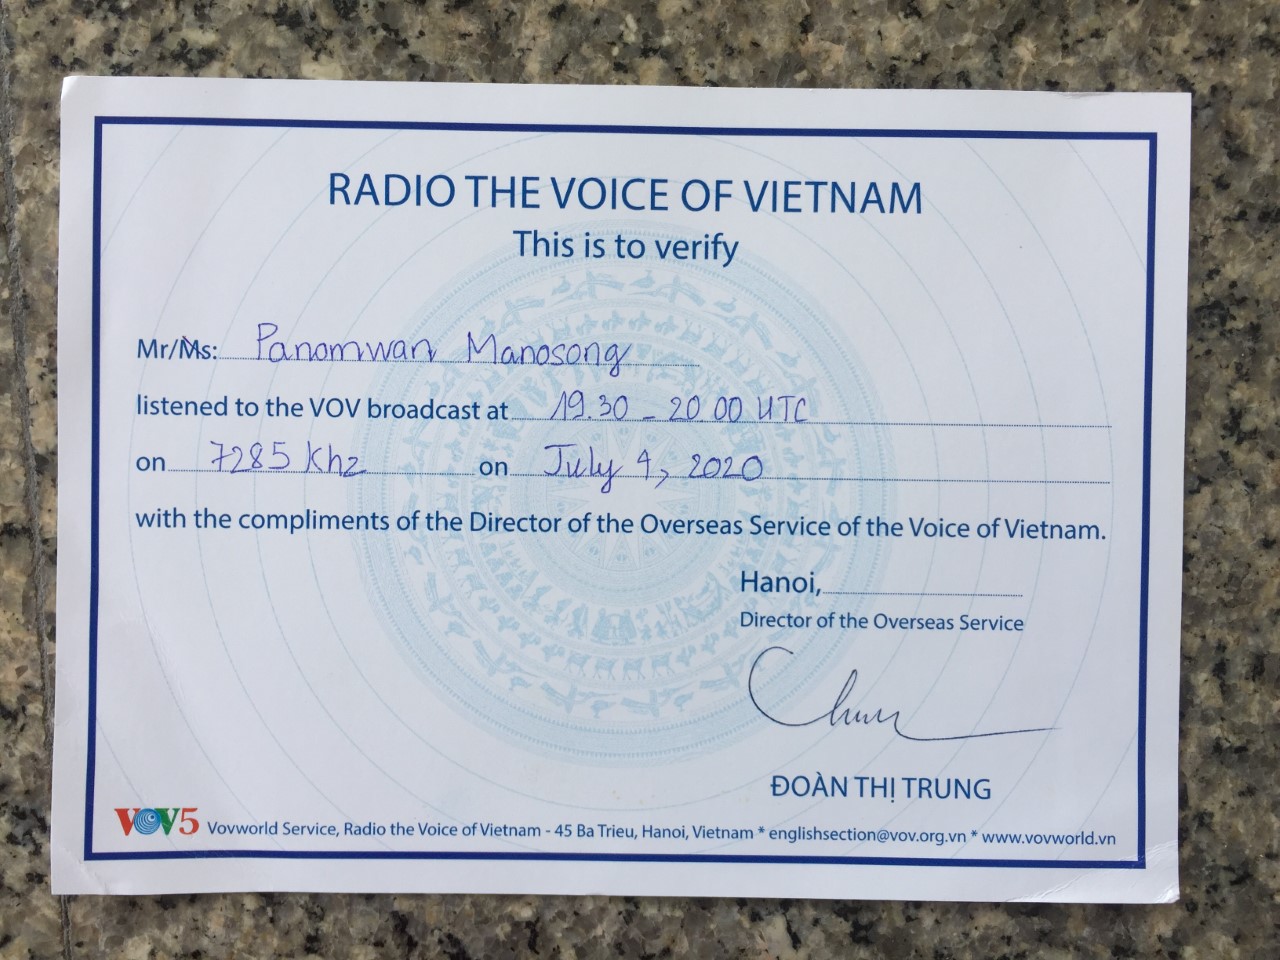 RADIO THE VOICE OF VIETNAM
This is to verify
Mr/Ms: Panomwan Manosong
listened to the VOV broadcast at 19.30 - 20.00 UTC
on 7285 Khz on July 4, 2020
with the compliments of the Director of the Overseas Service of the Voice of Vietnam.
Hanoi,
Director of the Overseas Service
ĐOÀN THỊ TRUNG
VOV5 Vovworld Service, Radio the Voice of Vietnam - 45 Ba Trieu, Hanoi, Vietnam * englishsection@vov.org.vn * www.vovworld.vn